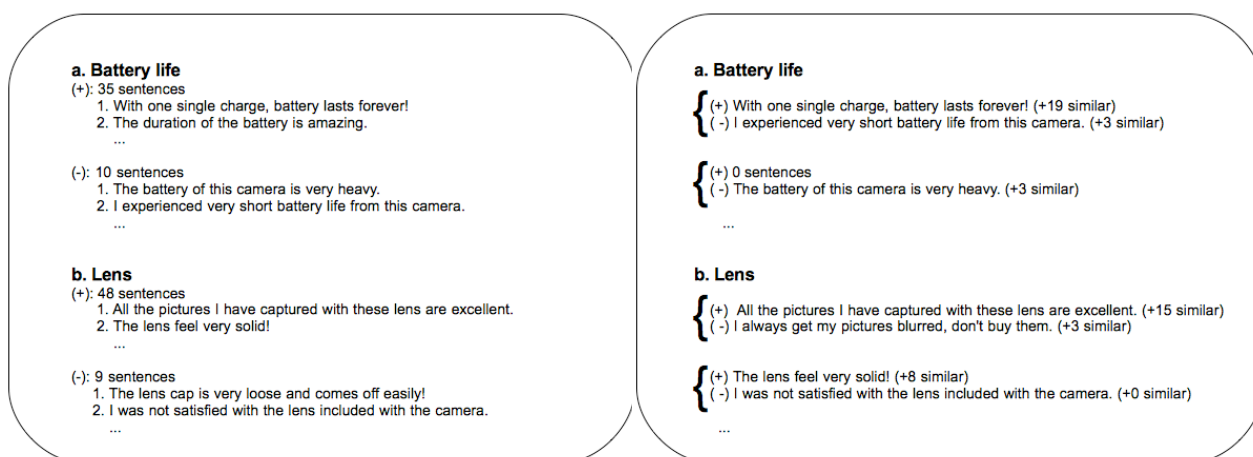 a. Battery life
(+): 35 sentences
1. With one single charge, battery lasts forever!
2. The duration of the battery is amazing.
...
(-): 10 sentences
1. The battery of this camera is very heavy.
2. I experienced very short battery life from this camera.
...
b. Lens
(+): 48 sentences
1. All the pictures I have captured with these lens are excellent.
2. The lens feel very solid!
...
(-): 9 sentences
1. The lens cap is very loose and comes off easily!
2. I was not satisfied with the lens included with the camera.
...
a. Battery life
(+) With one single charge, battery lasts forever! (+19 similar)
( -) I experienced very short battery life from this camera. (+3 similar)
(+) 0 sentences
( -) The battery of this camera is very heavy. (+3 similar)
...
b. Lens
(+) All the pictures I have captured with these lens are excellent. (+15 similar)
( -) I always get my pictures blurred, don't buy them. (+3 similar)
(+) The lens feel very solid! (+8 similar)
( -) I was not satisfied with the lens included with the camera. (+0 similar)
...